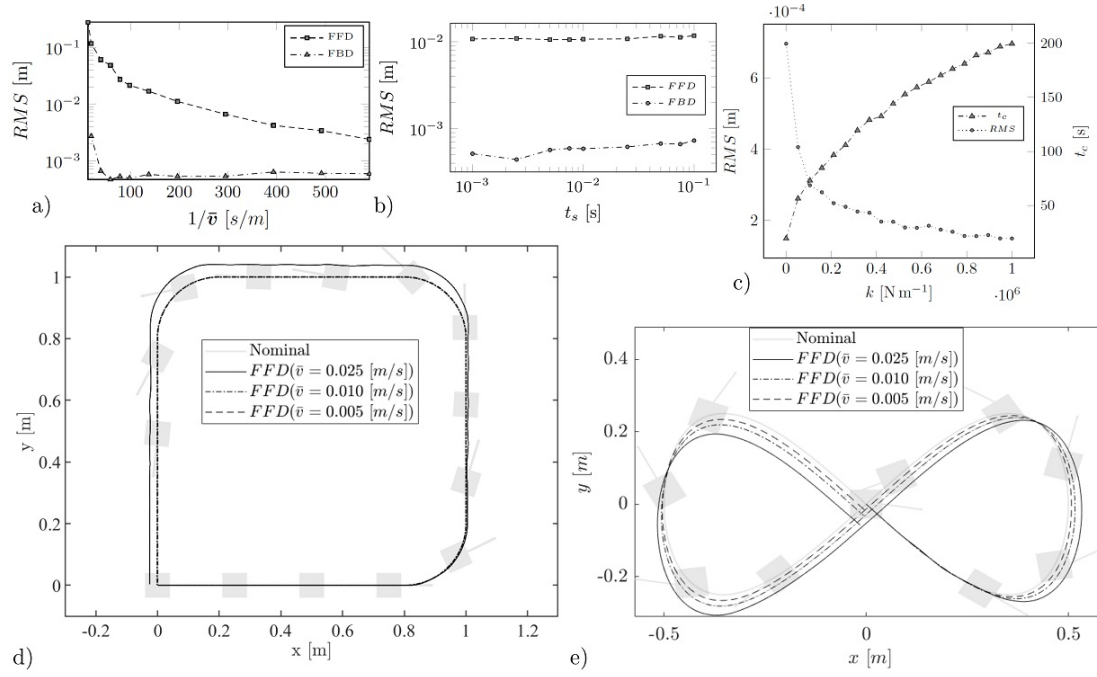 10^{-1}
10^{-2}
10^{-3}
RMS [m]
FFD
FBD
100 200 300 400 500
1/v̄ [s/m]
a)
10^{-2}
10^{-3}
RMS [m]
FFD
FBD
10^{-3} 10^{-2} 10^{-1}
t_s [s]
b)
·10^{-4}
6
4
2
RMS [m]
t_c
RMS
200
150
100
50
t_c [s]
0 0.2 0.4 0.6 0.8 1
k [N m^{-1}]
·10^{6}
c)
1
0.8
0.6
0.4
0.2
0
y [m]
Nominal
FFD(v̄ = 0.025 [m/s])
FFD(v̄ = 0.010 [m/s])
FFD(v̄ = 0.005 [m/s])
-0.2 0 0.2 0.4 0.6 0.8 1 1.2
x [m]
d)
0.4
0.2
0
-0.2
y [m]
Nominal
FFD(v̄ = 0.025 [m/s])
FFD(v̄ = 0.010 [m/s])
FFD(v̄ = 0.005 [m/s])
-0.5 0 0.5
x [m]
e)